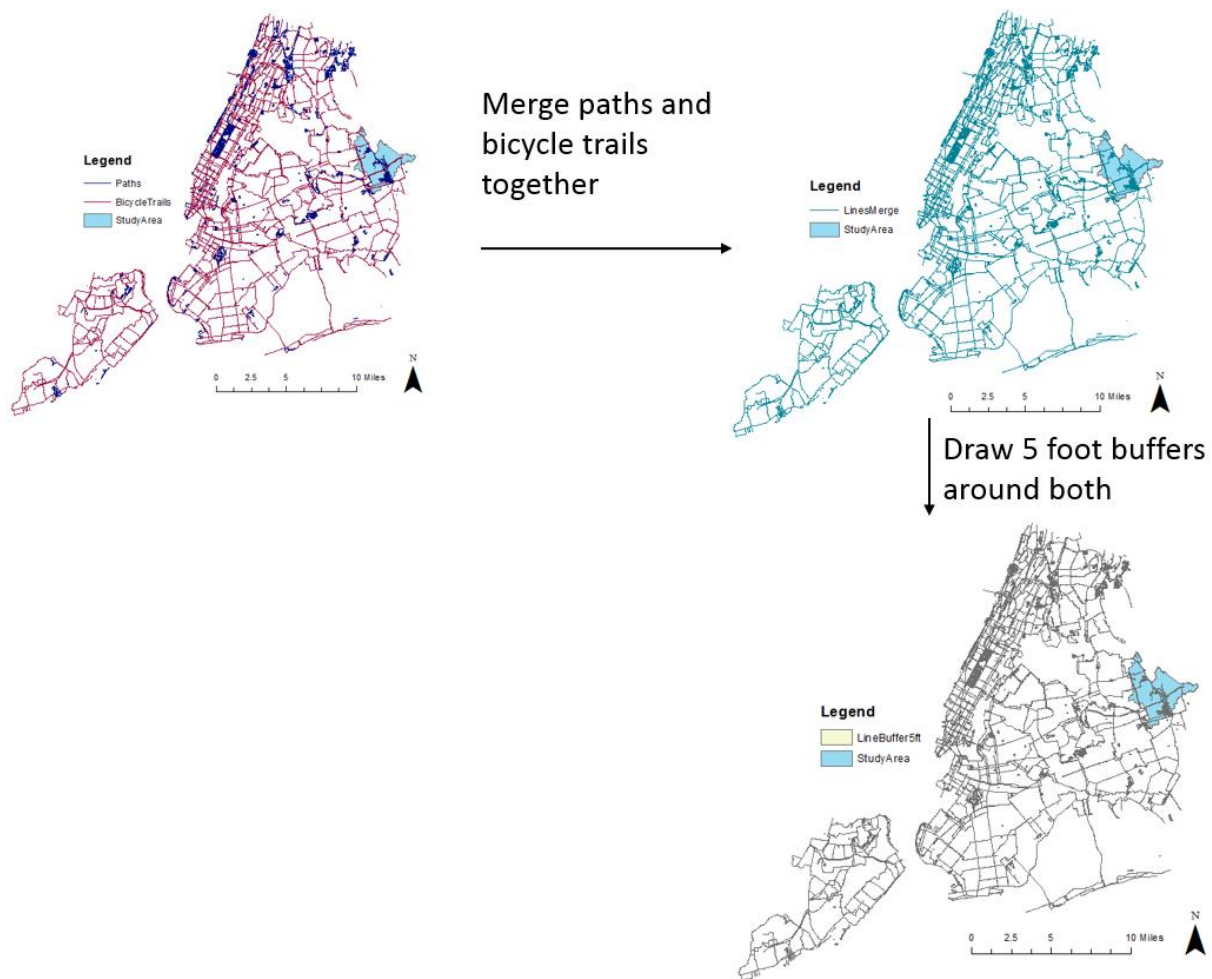 Legend
Paths
BicycleTrails
StudyArea
N
0 2.5 5 10 Miles
Merge paths and
bicycle trails
together
Legend
LinesMerge
StudyArea
N
0 2.5 5 10 Miles
Draw 5 foot buffers
around both
Legend
LineBuffer5ft
StudyArea
N
0 2.5 5 10 Miles